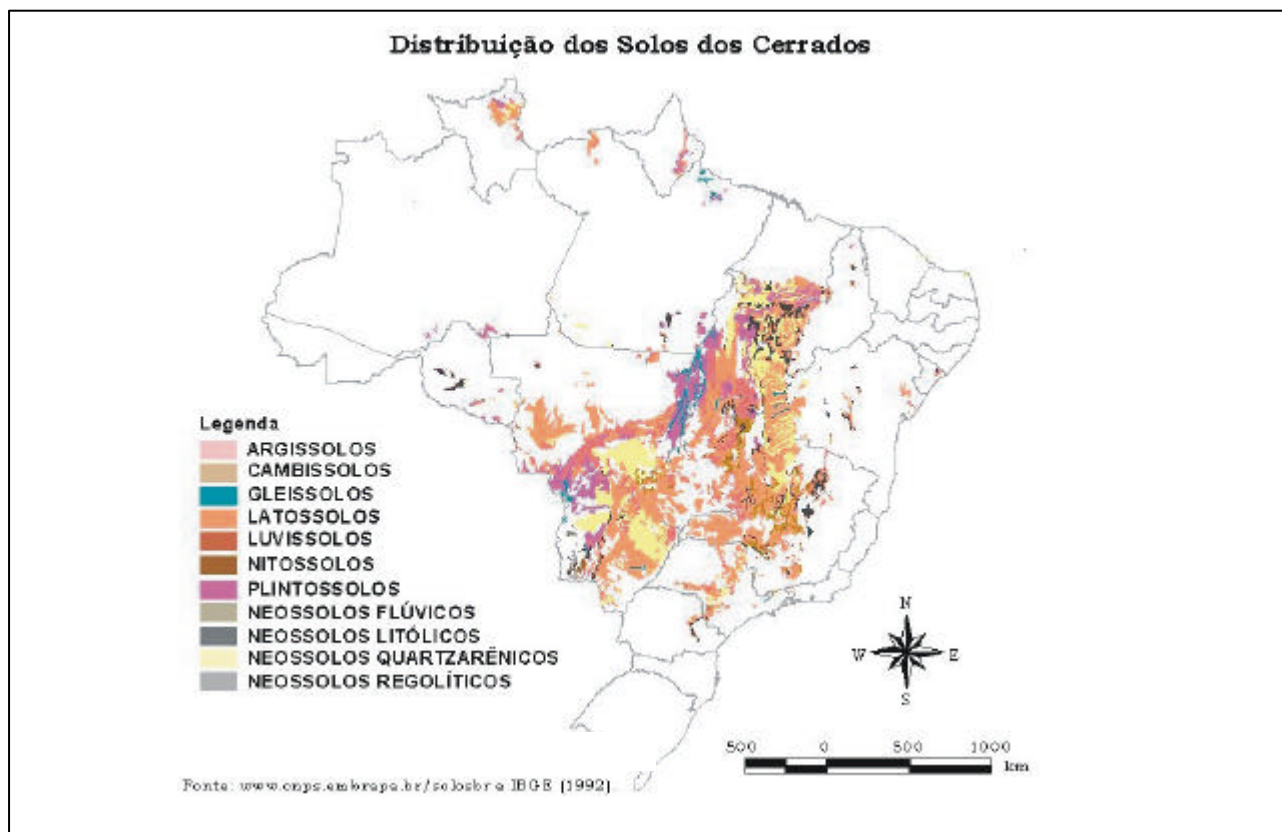 Distribuição dos Solos dos Cerrados
Legenda
ARGISSOLOS
CAMBISSOLOS
GLEISSOLOS
LATOSSOLOS
LUVISSOLOS
NITOSSOLOS
PLINTOSSOLOS
NEOSSOLOS FLÚVICOS
NEOSSOLOS LITÓLICOS
NEOSSOLOS QUARTZARÊNICOS
NEOSSOLOS REGOLÍTICOS
N
W E
S
500 0 500 1000
km
Fonte: www.cnps.embrapa.br/solosbr e IBGE (1992).